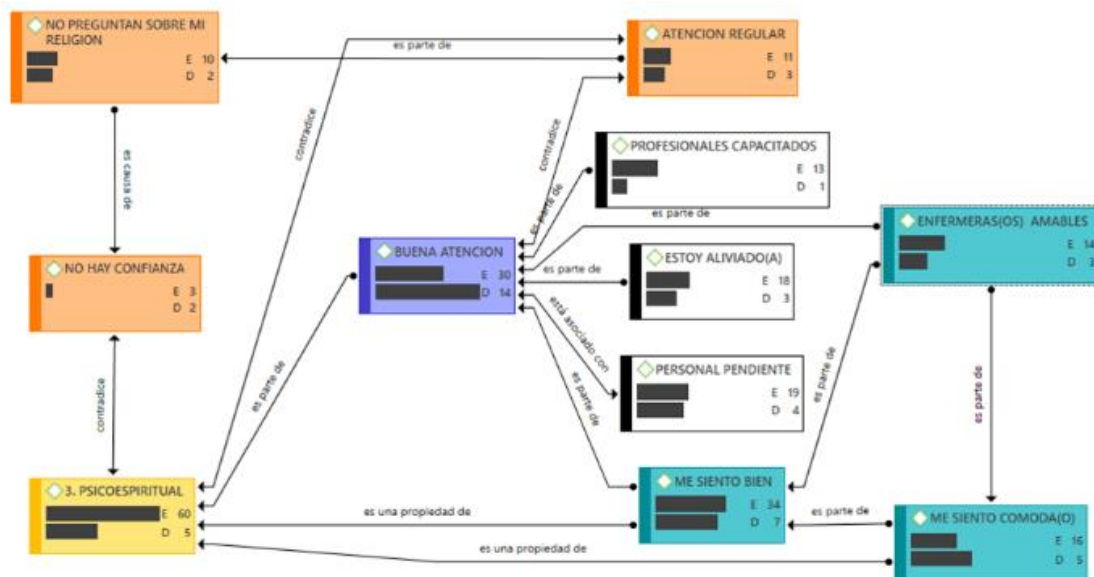 NO PREGUNTAN SOBRE MI
RELIGION
E 10
D 2
es parte de
ATENCION REGULAR
E 11
D 3
contradice
contradice
es causa de
PROFESIONALES CAPACITADOS
E 13
D 1
es parte de
es parte de
ENFERMERAS(OS) AMABLES
E 14
D 3
BUENA ATENCION
E 30
D 14
es parte de
ESTOY ALIVIADO(A)
E 18
D 3
NO HAY CONFIANZA
E 3
D 2
está asociado con
es parte de
PERSONAL PENDIENTE
E 19
D 4
es parte de
es parte de
es parte de
contradice
3. PSICOESPIRITUAL
E 60
D 5
ME SIENTO BIEN
E 34
D 7
es una propiedad de
es parte de
ME SIENTO COMODA(O)
E 16
D 5
es una propiedad de